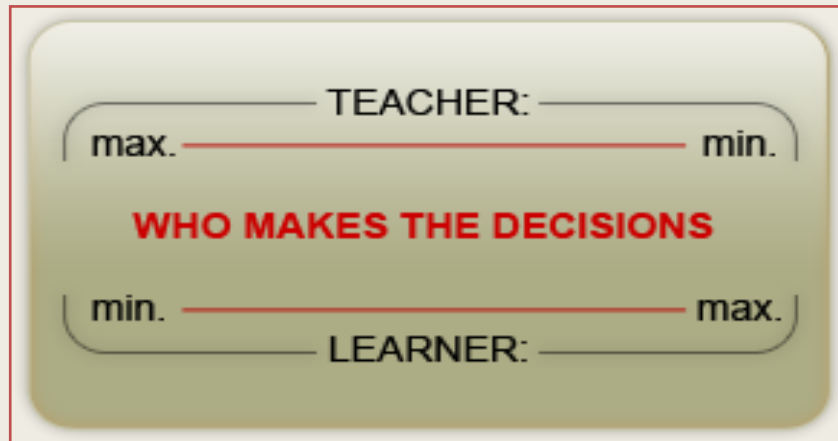 TEACHER:
max. min.
WHO MAKES THE DECISIONS
min. max.
LEARNER: